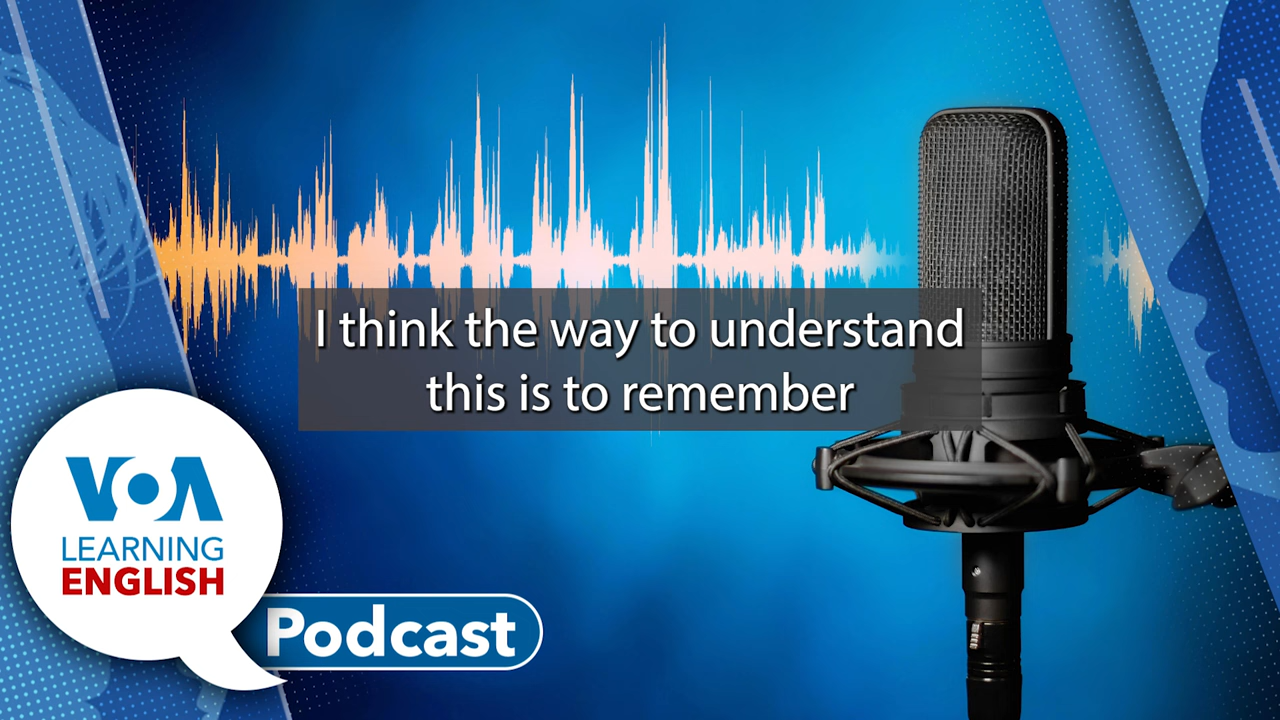 I think the way to understand
this is to remember
VOA
LEARNING
ENGLISH
Podcast